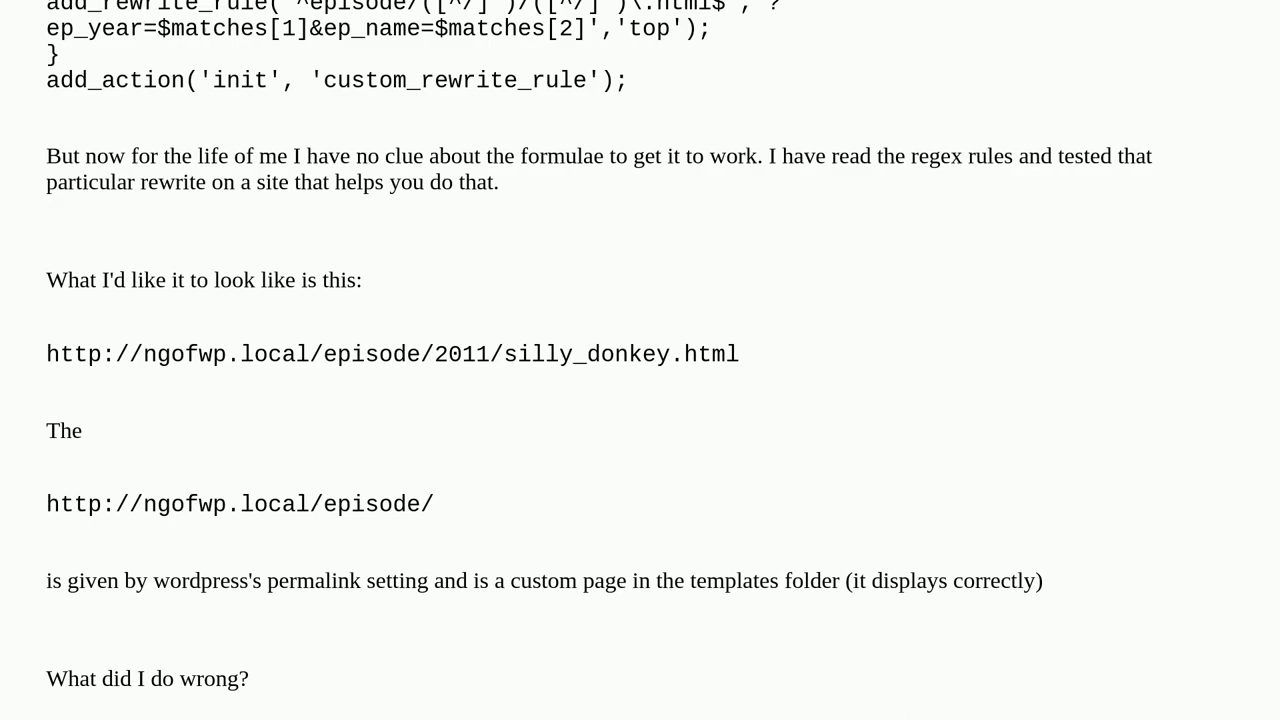 add_rewrite_rule('^episode/([^/]*)/([^/]*)\.html$','?
ep_year=$matches[1]&ep_name=$matches[2]','top');
}
add_action('init', 'custom_rewrite_rule');
But now for the life of me I have no clue about the formulae to get it to work. I have read the regex rules and tested that
particular rewrite on a site that helps you do that.
What I'd like it to look like is this:
http://ngofwp.local/episode/2011/silly_donkey.html
The
http://ngofwp.local/episode/
is given by wordpress's permalink setting and is a custom page in the templates folder (it displays correctly)
What did I do wrong?